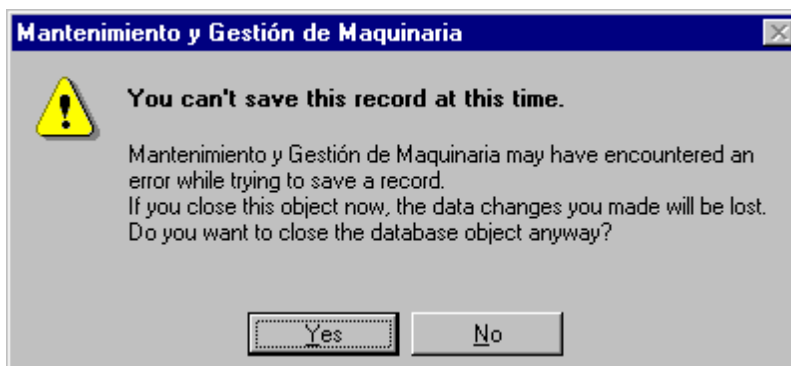 Mantenimiento y Gestión de Maquinaria
You can't save this record at this time.
Mantenimiento y Gestión de Maquinaria may have encountered an
error while trying to save a record.
If you close this object now, the data changes you made will be lost.
Do you want to close the database object anyway?
Yes No